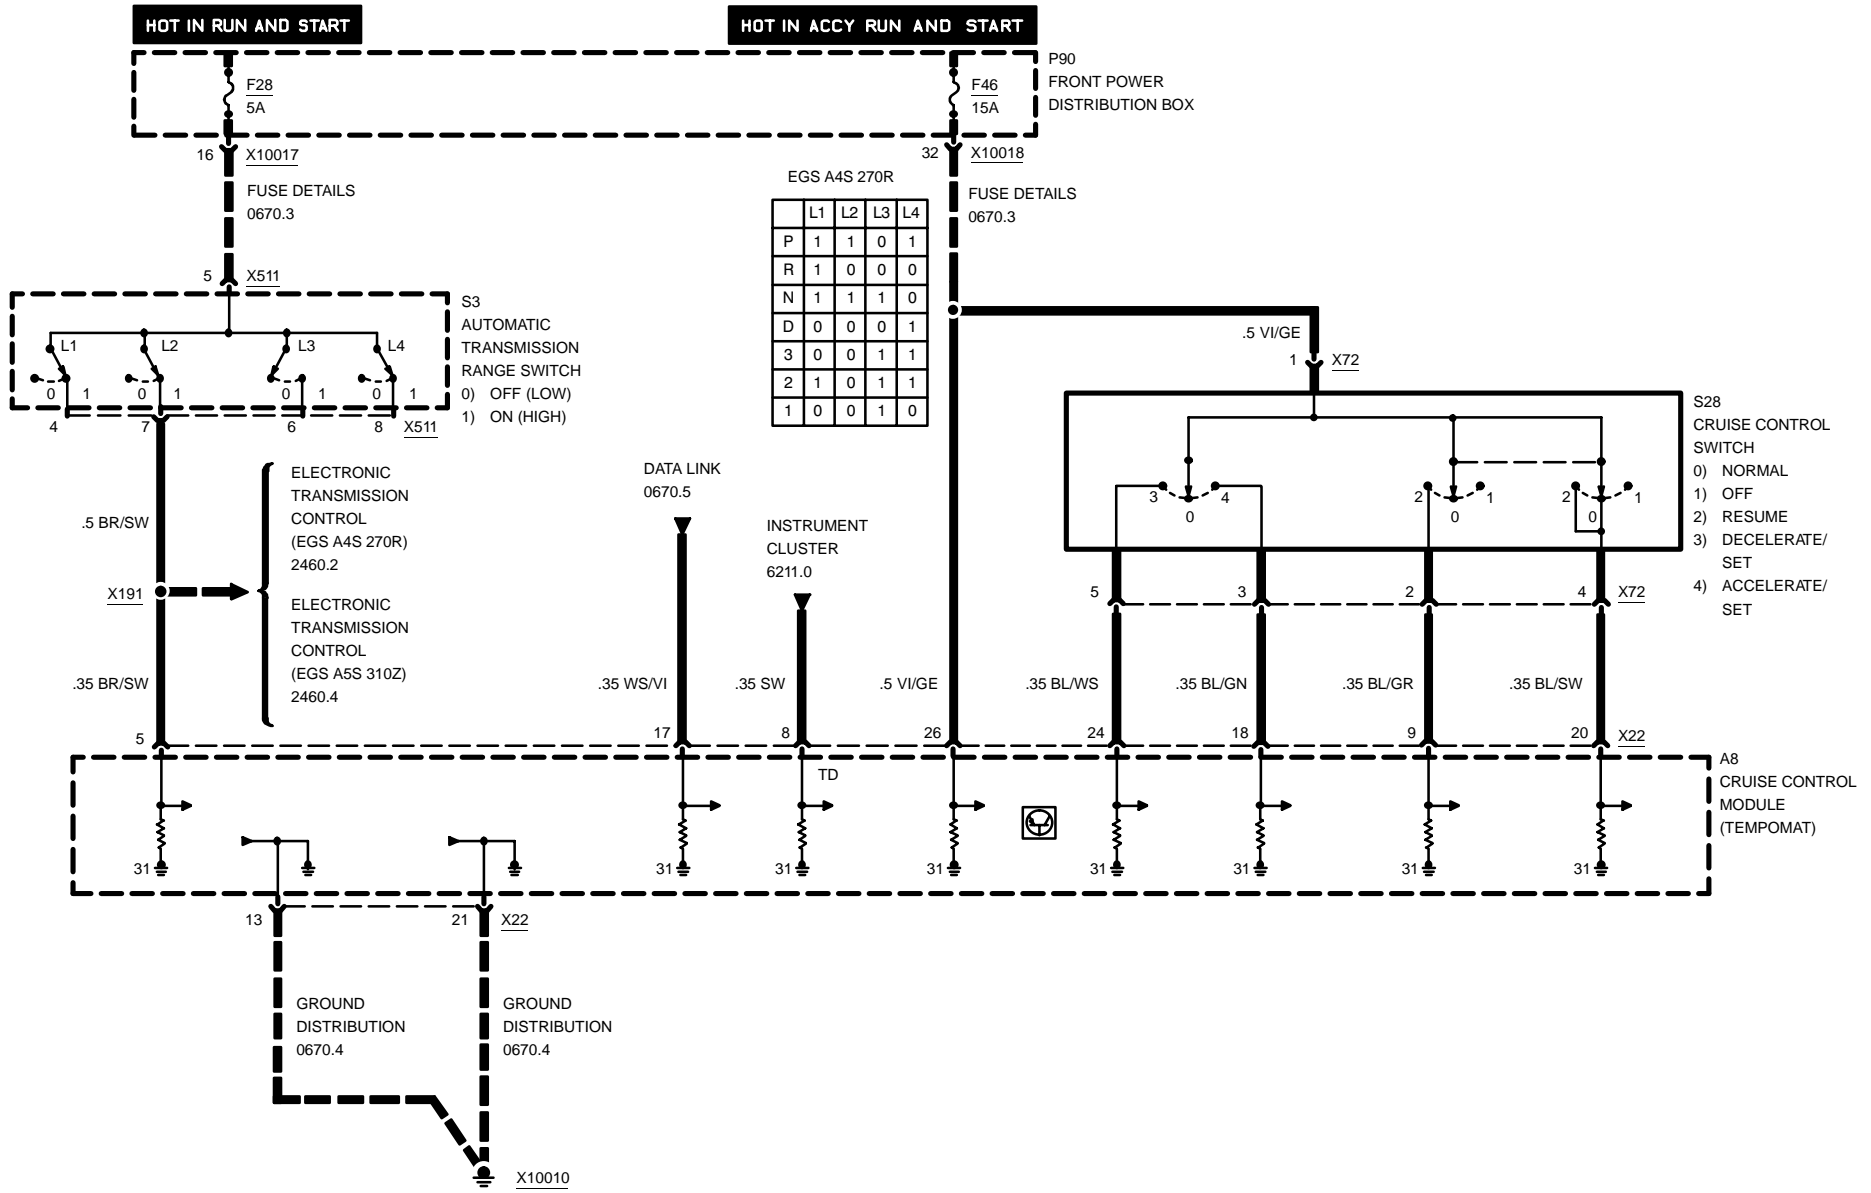 HOT IN RUN AND START
HOT IN ACCY RUN AND START
F28
5A
F46
15A
P90
FRONT POWER
DISTRIBUTION BOX
16 X10017
32 X10018
FUSE DETAILS
0670.3
EGS A4S 270R
FUSE DETAILS
0670.3
L1 L2 L3 L4
P 1 1 0 1
R 1 0 0 0
N 1 1 1 0
D 0 0 0 1
3 0 0 1 1
2 1 0 1 1
1 0 0 1 0
5 X511
S3
AUTOMATIC
TRANSMISSION
RANGE SWITCH
0) OFF (LOW)
1) ON (HIGH)
L1 L2 L3 L4
0 1 0 1 0 1 0 1
4 7 6 8 X511
.5 VI/GE
1 X72
S28
CRUISE CONTROL
SWITCH
0) NORMAL
1) OFF
2) RESUME
3) DECELERATE/
SET
4) ACCELERATE/
SET
3 4 2 1 2 1
0 0 0
ELECTRONIC
TRANSMISSION
CONTROL
(EGS A4S 270R)
2460.2
ELECTRONIC
TRANSMISSION
CONTROL
(EGS A5S 310Z)
2460.4
.5 BR/SW
X191
.35 BR/SW
DATA LINK
0670.5
INSTRUMENT
CLUSTER
6211.0
5 3 2 4 X72
.35 WS/VI .35 SW .5 VI/GE .35 BL/WS .35 BL/GN .35 BL/GR .35 BL/SW
5 17 8 26 24 18 9 20 X22
TD
A8
CRUISE CONTROL
MODULE
(TEMPOMAT)
31 31 31 31 31 31 31 31
13 21 X22
GROUND
DISTRIBUTION
0670.4
GROUND
DISTRIBUTION
0670.4
X10010